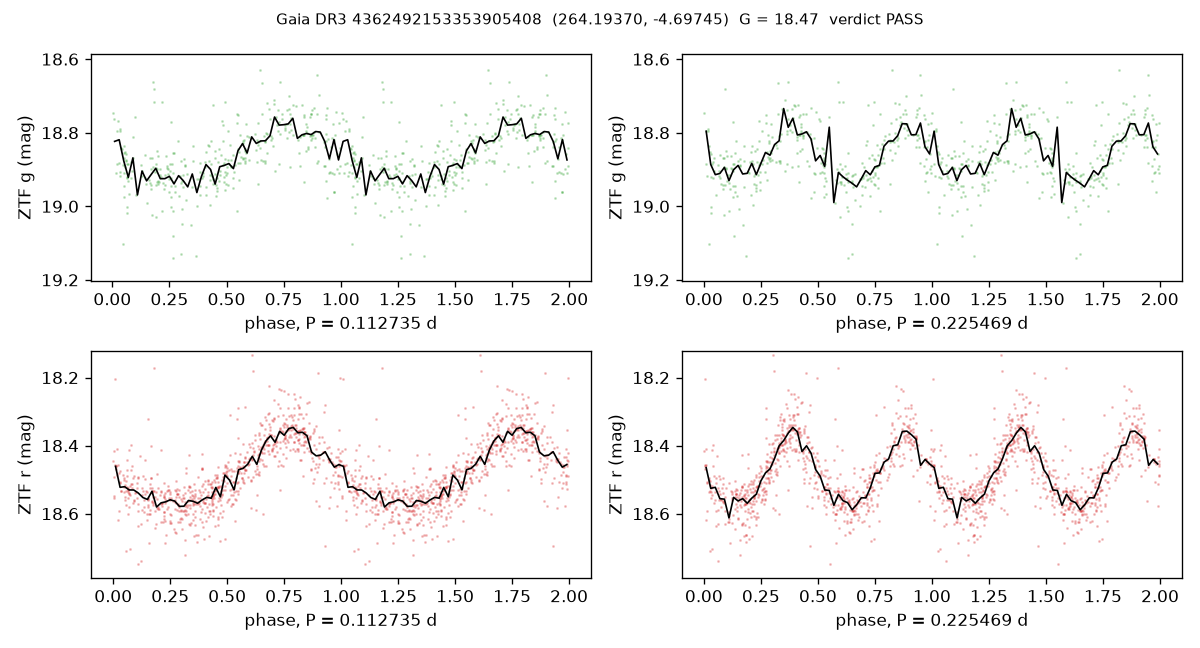 Gaia DR3 4362492153353905408 (264.19370, -4.69745) G = 18.47 verdict PASS
18.6
18.8
19.0
19.2
ZTF g (mag)
0.00 0.25 0.50 0.75 1.00 1.25 1.50 1.75 2.00
phase, P = 0.112735 d
18.6
18.8
19.0
19.2
ZTF g (mag)
0.00 0.25 0.50 0.75 1.00 1.25 1.50 1.75 2.00
phase, P = 0.225469 d
18.2
18.4
18.6
ZTF r (mag)
0.00 0.25 0.50 0.75 1.00 1.25 1.50 1.75 2.00
phase, P = 0.112735 d
18.2
18.4
18.6
ZTF r (mag)
0.00 0.25 0.50 0.75 1.00 1.25 1.50 1.75 2.00
phase, P = 0.225469 d